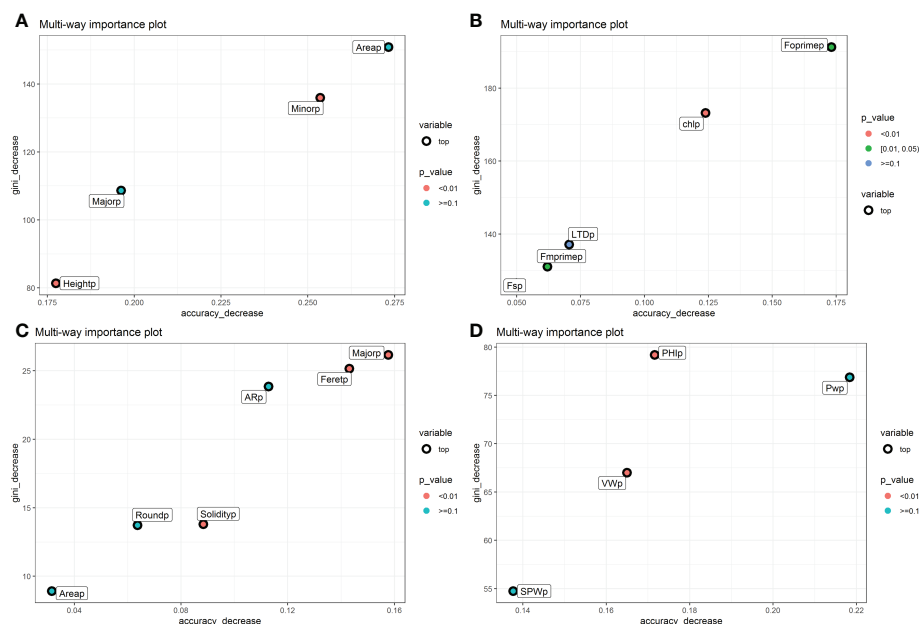 A
Multi-way importance plot
Areap
Minorp
Majorp
Heightp
140
120
100
80
gini_decrease
0.175
0.200
0.225
0.250
0.275
accuracy_decrease
variable
top
p_value
<0.01
>=0.1
B
Multi-way importance plot
Foprimep
chlp
LTDp
Fmprimep
Fsp
180
160
140
gini_decrease
0.050
0.075
0.100
0.125
0.150
0.175
accuracy_decrease
p_value
<0.01
[0.01, 0.05)
>=0.1
variable
top
C
Multi-way importance plot
Majorp
Feretp
ARp
Roundp
Solidityp
Areap
25
20
15
10
gini_decrease
0.04
0.08
0.12
0.16
accuracy_decrease
variable
top
p_value
<0.01
>=0.1
D
Multi-way importance plot
PHIp
Pwp
VWp
SPWp
80
75
70
65
60
55
gini_decrease
0.14
0.16
0.18
0.20
0.22
accuracy_decrease
variable
top
p_value
<0.01
>=0.1